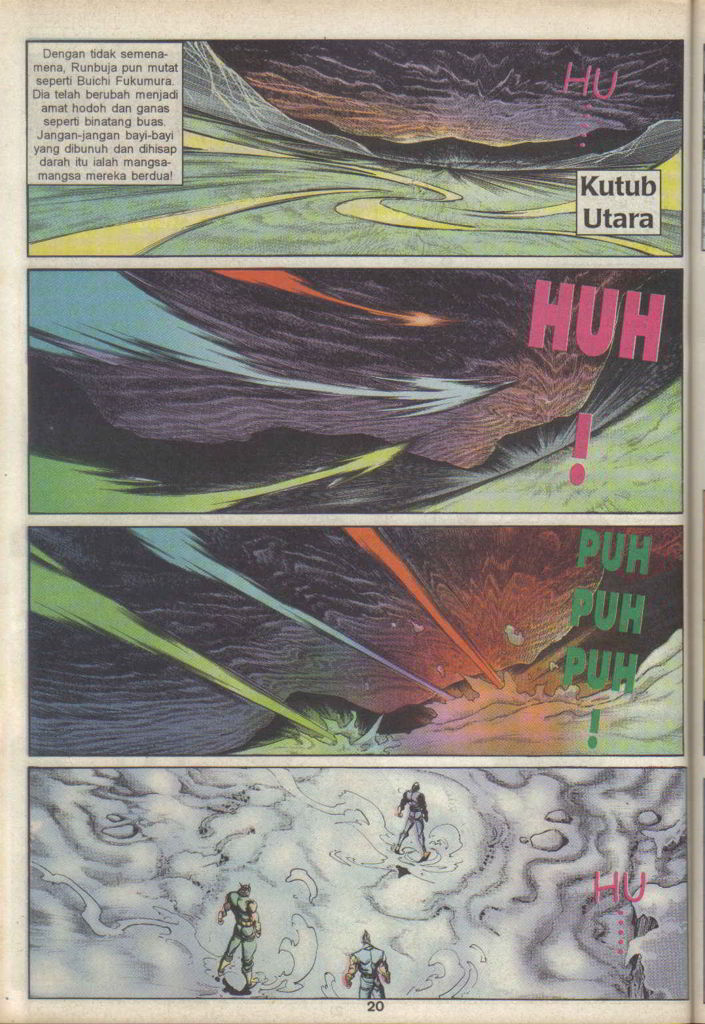 Dengan tidak semena-
mena, Runbuja pun mutat
seperti Buichi Fukumura.
Dia telah berubah menjadi
amat hodoh dan ganas
seperti binatang buas.
Jangan-jangan bayi-bayi
yang dibunuh dan dihisap
darah itu ialah mangsa-
mangsa mereka berdua!
HU
......
Kutub
Utara
HUH
!
PUH
PUH
PUH
!
HU
......
20